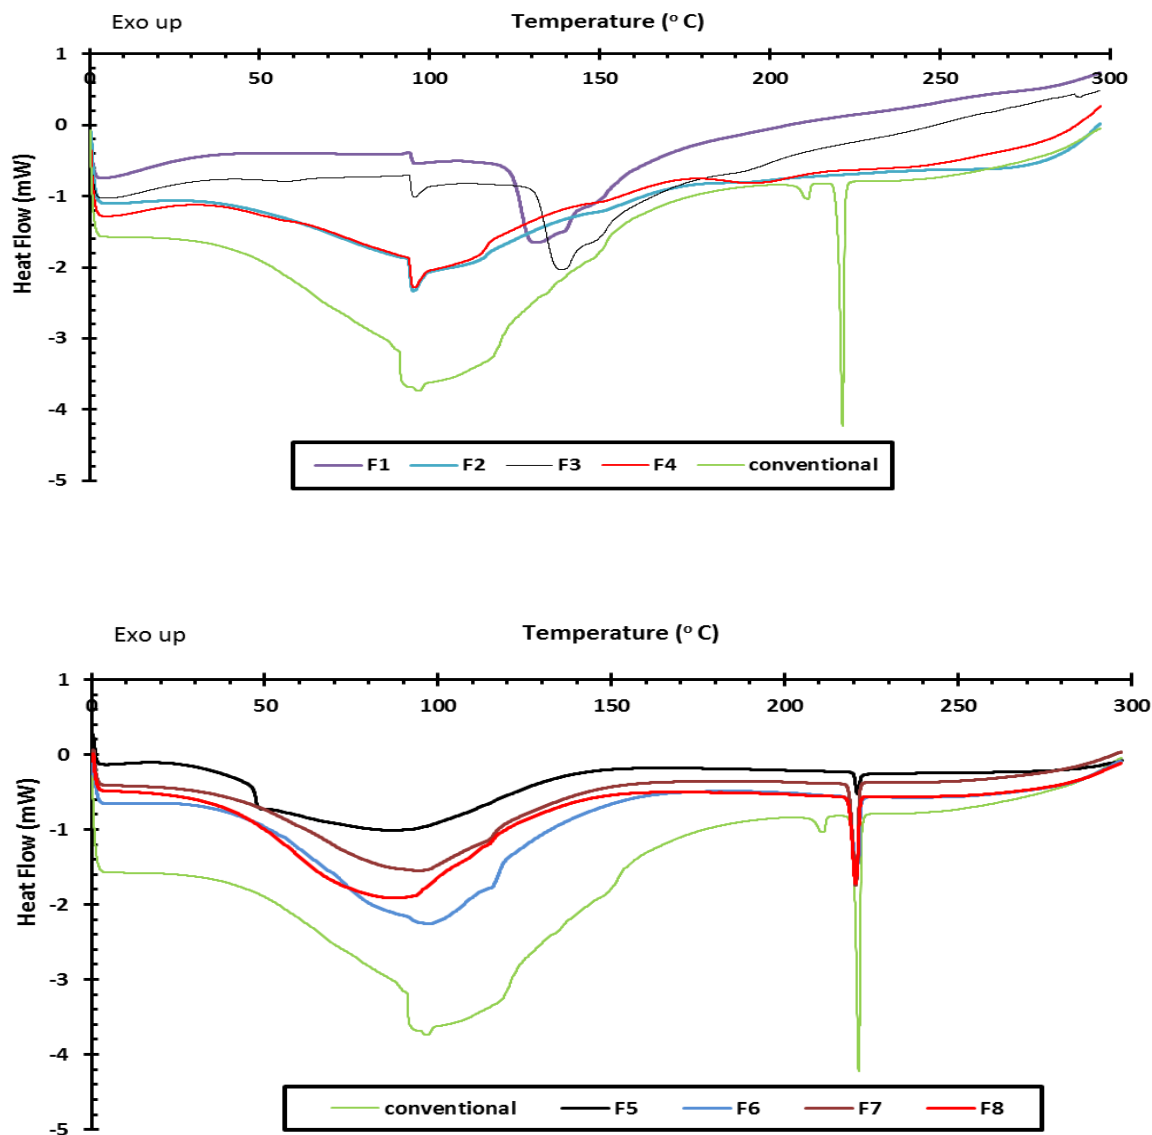 Exo up Temperature (° C)
1
0 50 100 150 200 250 300
0
-1
-2
-3
-4
-5
Heat Flow (mW)
F1 F2 F3 F4 conventional
Exo up Temperature (° C)
1
0 50 100 150 200 250 300
0
-1
-2
-3
-4
-5
Heat Flow (mW)
conventional F5 F6 F7 F8